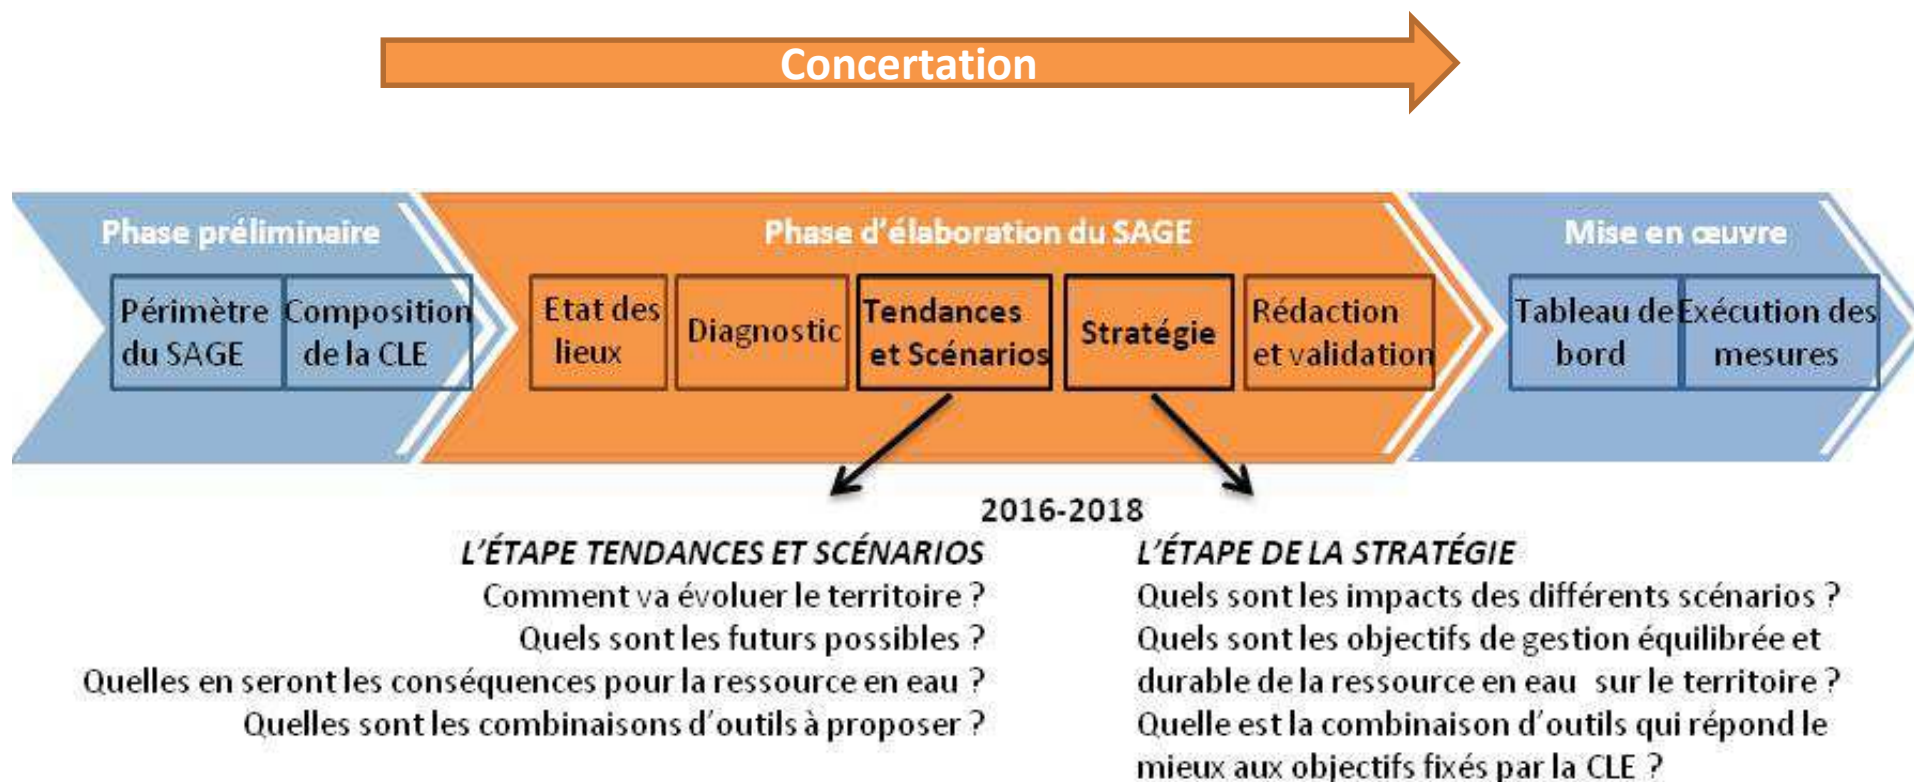 Concertation
Phase préliminaire
Périmètre
du SAGE
Composition
de la CLE
Phase d'élaboration du SAGE
Etat des
lieux
Diagnostic
Tendances
et Scénarios
Stratégie
Rédaction
et validation
Mise en œuvre
Tableau de
bord
Exécution des
mesures
2016-2018
L'ÉTAPE TENDANCES ET SCÉNARIOS
Comment va évoluer le territoire ?
Quels sont les futurs possibles ?
Quelles en seront les conséquences pour la ressource en eau ?
Quelles sont les combinaisons d'outils à proposer ?
L'ÉTAPE DE LA STRATÉGIE
Quels sont les impacts des différents scénarios ?
Quels sont les objectifs de gestion équilibrée et
durable de la ressource en eau sur le territoire ?
Quelle est la combinaison d'outils qui répond le
mieux aux objectifs fixés par la CLE ?